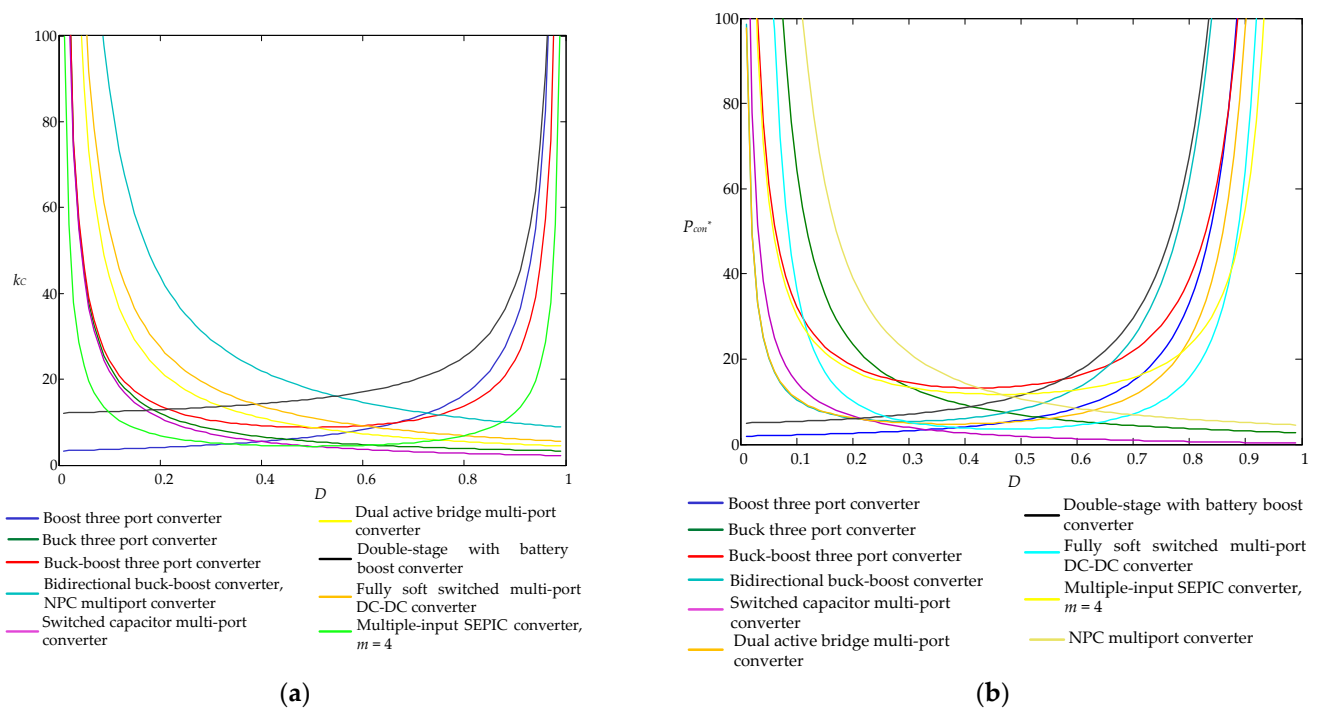 100
80
60
kC
40
20
0
0
0.2
0.4
0.6
0.8
1
D
Boost three port converter
Buck three port converter
Buck-boost three port converter
Bidirectional buck-boost converter,
NPC multiport converter
Switched capacitor multi-port
converter
Dual active bridge multi-port
converter
Double-stage with battery
boost converter
Fully soft switched multi-port
DC-DC converter
Multiple-input SEPIC converter,
m = 4
(a)
100
80
60
Pcon*
40
20
0
0
0.1
0.2
0.3
0.4
0.5
0.6
0.7
0.8
0.9
1
D
Boost three port converter
Buck three port converter
Buck-boost three port converter
Bidirectional buck-boost converter
Switched capacitor multi-port
converter
Dual active bridge multi-port
converter
Double-stage with battery boost
converter
Fully soft switched multi-port
DC-DC converter
Multiple-input SEPIC converter,
m = 4
NPC multiport converter
(b)